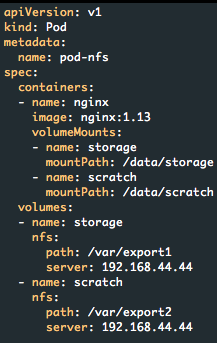 apiVersion: v1
kind: Pod
metadata:
  name: pod-nfs
spec:
  containers:
  - name: nginx
    image: nginx:1.13
    volumeMounts:
    - name: storage
      mountPath: /data/storage
    - name: scratch
      mountPath: /data/scratch
  volumes:
  - name: storage
    nfs:
      path: /var/export1
      server: 192.168.44.44
  - name: scratch
    nfs:
      path: /var/export2
      server: 192.168.44.44